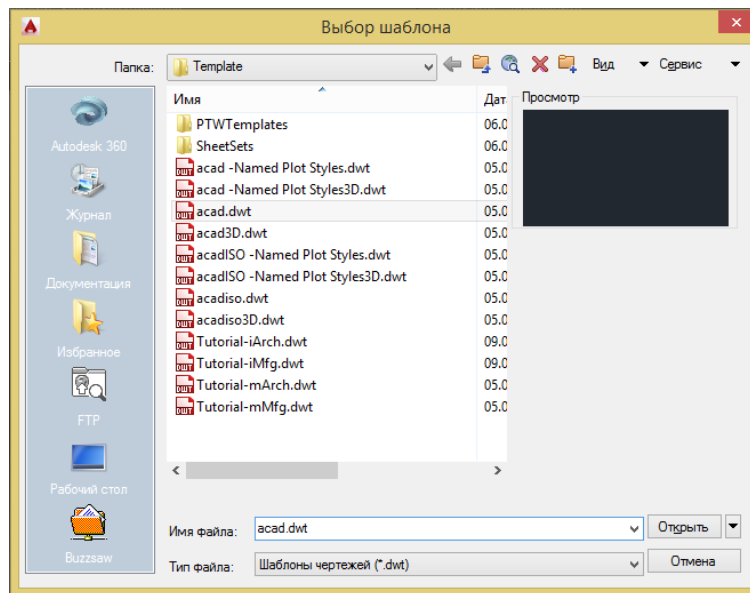 Выбор шаблона
Папка: Template Вид Сервис
Имя Дат Просмотр
PTWTemplates 06.0
SheetSets 06.0
acad -Named Plot Styles.dwt 05.0
acad -Named Plot Styles3D.dwt 05.0
acad.dwt 05.0
acad3D.dwt 05.0
acadISO -Named Plot Styles.dwt 05.0
acadISO -Named Plot Styles3D.dwt 05.0
acadiso.dwt 05.0
acadiso3D.dwt 05.0
Tutorial-iArch.dwt 09.0
Tutorial-iMfg.dwt 09.0
Tutorial-mArch.dwt 05.0
Tutorial-mMfg.dwt 05.0
Autodesk 360
Журнал
Документация
Избранное
FTP
Рабочий стол
Buzzsaw
Имя файла: acad.dwt Открыть
Тип файла: Шаблоны чертежей (*.dwt) Отмена